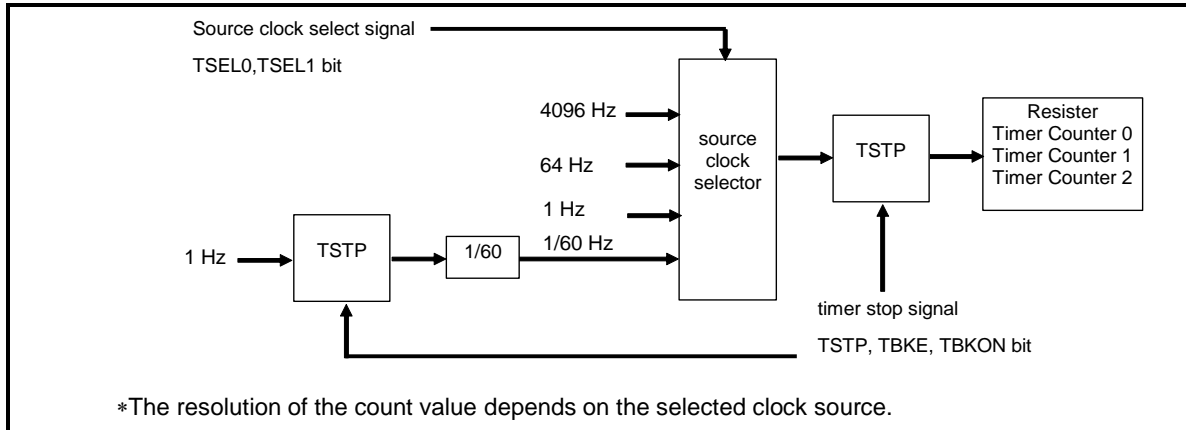 Source clock select signal
TSEL0,TSEL1 bit
4096 Hz
64 Hz
1 Hz
1/60 Hz
source
clock
selector
TSTP
Resister
Timer Counter 0
Timer Counter 1
Timer Counter 2
1 Hz
TSTP
1/60
timer stop signal
TSTP, TBKE, TBKON bit
*The resolution of the count value depends on the selected clock source.